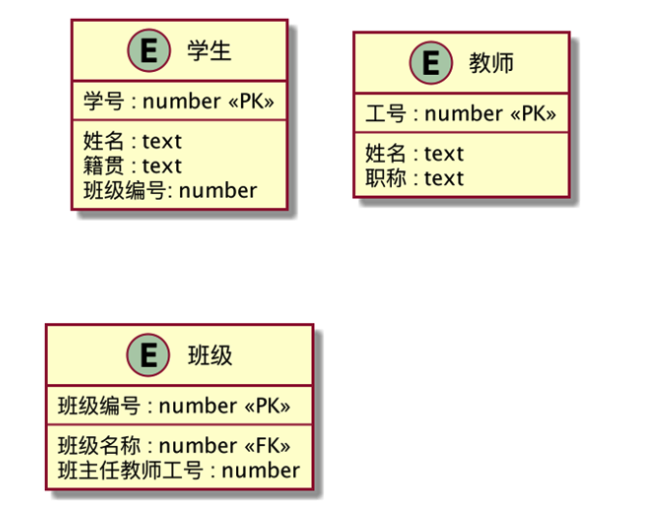 E 学生
学号 : number «PK»
姓名 : text
籍贯 : text
班级编号: number
E 教师
工号 : number «PK»
姓名 : text
职称 : text
E 班级
班级编号 : number «PK»
班级名称 : number «FK»
班主任教师工号 : number